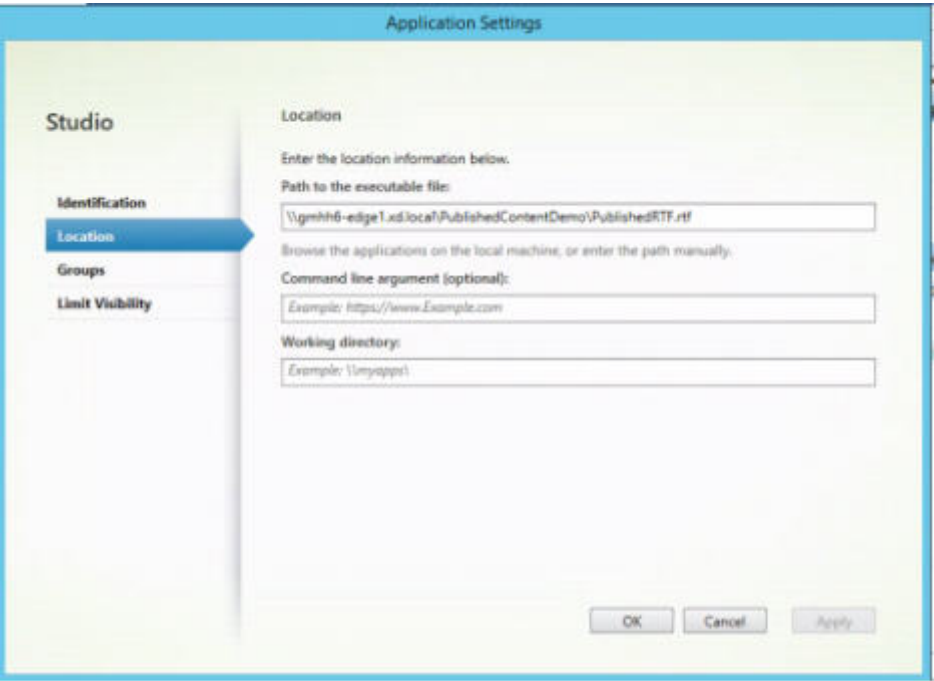 Application Settings
Studio
Identification
Location
Groups
Limit Visibility
Location
Enter the location information below.
Path to the executable file:
\\gmhh6-edge1.xd.local\PublishedContentDemo\PublishedRTF.rtf
Browse the applications on the local machine, or enter the path manually.
Command line argument (optional):
Example: https://www.Example.com
Working directory:
Example: \\myapps\
OK
Cancel
Apply